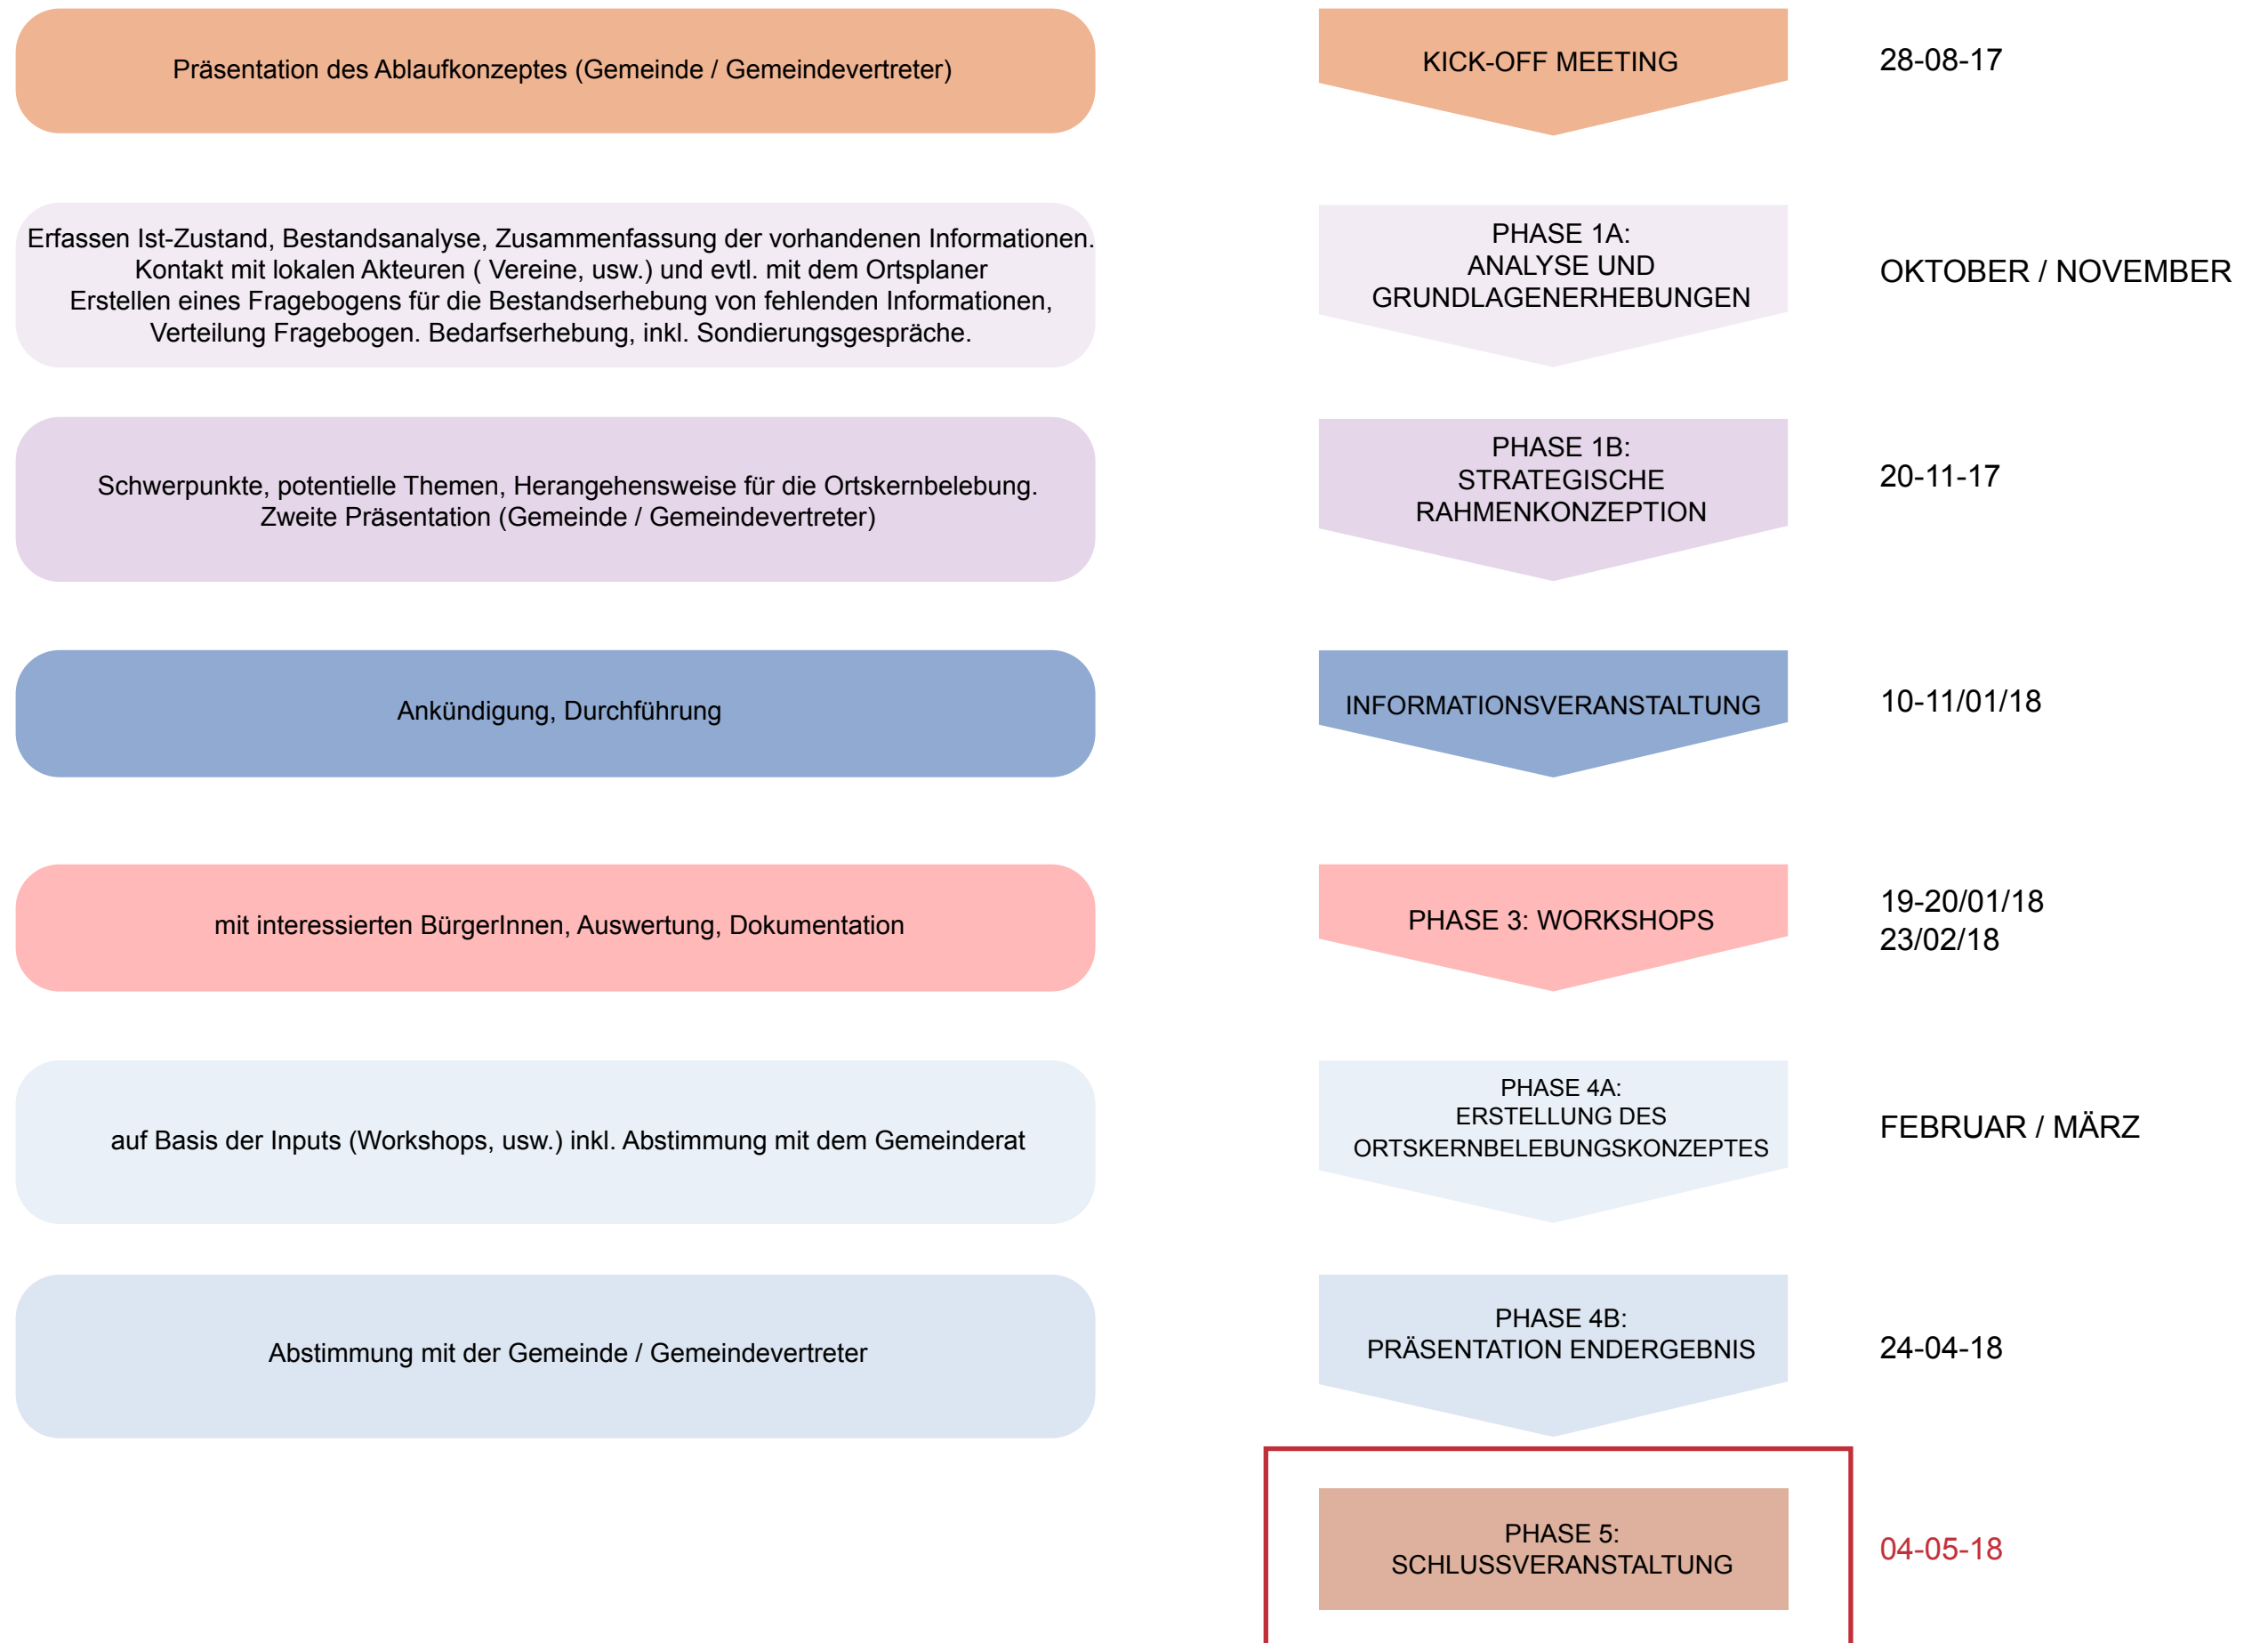 Präsentation des Ablaufkonzeptes (Gemeinde / Gemeindevertreter)
KICK-OFF MEETING
28-08-17
Erfassen Ist-Zustand, Bestandsanalyse, Zusammenfassung der vorhandenen Informationen.
Kontakt mit lokalen Akteuren ( Vereine, usw.) und evtl. mit dem Ortsplaner
Erstellen eines Fragebogens für die Bestandserhebung von fehlenden Informationen,
Verteilung Fragebogen. Bedarfserhebung, inkl. Sondierungsgespräche.
PHASE 1A:
ANALYSE UND
GRUNDLAGENERHEBUNGEN
OKTOBER / NOVEMBER
Schwerpunkte, potentielle Themen, Herangehensweise für die Ortskernbelebung.
Zweite Präsentation (Gemeinde / Gemeindevertreter)
PHASE 1B:
STRATEGISCHE
RAHMENKONZEPTION
20-11-17
Ankündigung, Durchführung
INFORMATIONSVERANSTALTUNG
10-11/01/18
mit interessierten BürgerInnen, Auswertung, Dokumentation
PHASE 3: WORKSHOPS
19-20/01/18
23/02/18
auf Basis der Inputs (Workshops, usw.) inkl. Abstimmung mit dem Gemeinderat
PHASE 4A:
ERSTELLUNG DES
ORTSKERNBELEBUNGSKONZEPTES
FEBRUAR / MÄRZ
Abstimmung mit der Gemeinde / Gemeindevertreter
PHASE 4B:
PRÄSENTATION ENDERGEBNIS
24-04-18
PHASE 5:
SCHLUSSVERANSTALTUNG
04-05-18